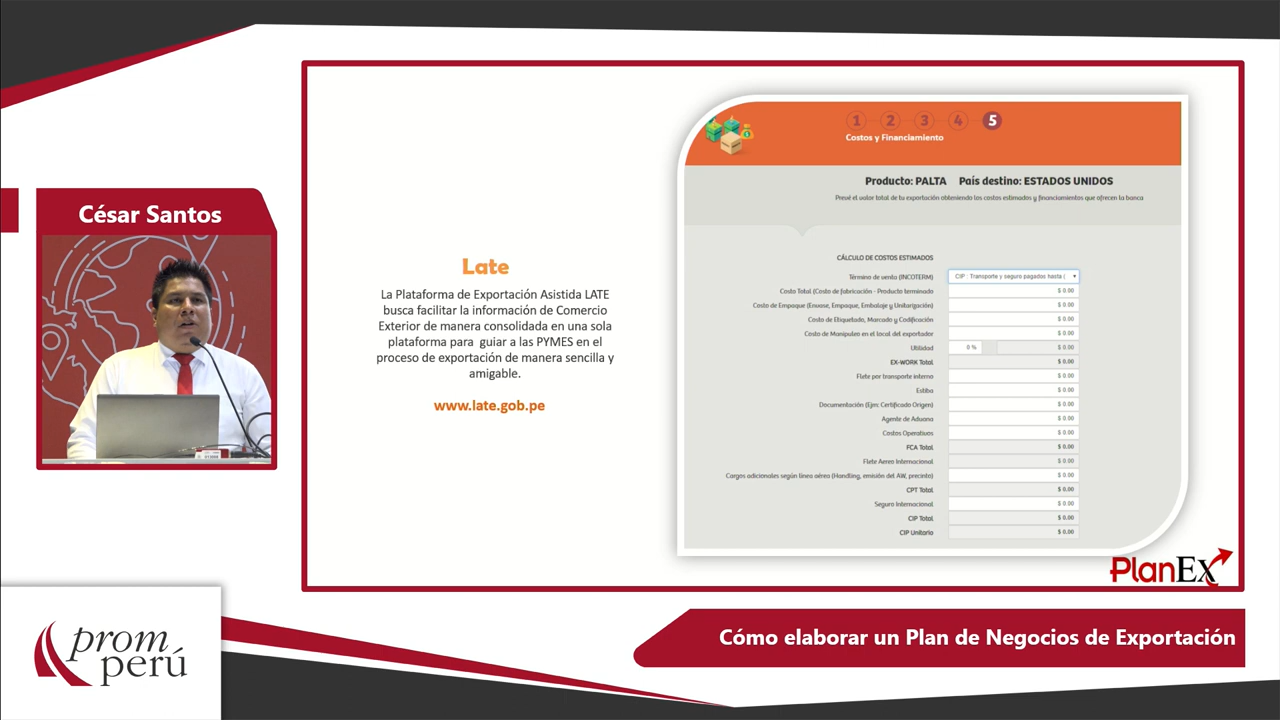 César Santos
Late
La Plataforma de Exportación Asistida LATE
busca facilitar la información de Comercio
Exterior de manera consolidada en una sola
plataforma para guiar a las PYMES en el
proceso de exportación de manera sencilla y
amigable.
www.late.gob.pe
1 2 3 4 5
Costos y Financiamiento
Producto: PALTA País destino: ESTADOS UNIDOS
Presé el valor total de tu exportación obteniendo los costos estimados y financiamientos que ofrecen la banca
CÁLCULO DE COSTOS ESTIMADOS
Término de venta (INCOTERM) CIP : Transporte y seguro pagados hasta (
Costo Total (Costo de fabricación - Producto terminado $ 0.00
Costo de Empaque (Envase, Empaque, Embalaje y Unitarización) $ 0.00
Costo de Etiquetado, Marcado y Codificación $ 0.00
Costo de Manipuleo en el local del exportador $ 0.00
Utilidad 0 % $ 0.00
EX-WORK Total $ 0.00
Flete por transporte interno $ 0.00
Estiba $ 0.00
Documentación (Ejm: Certificado Origen) $ 0.00
Agente de Aduana $ 0.00
Costos Operativos $ 0.00
FCA Total $ 0.00
Flete Aereo Internacional $ 0.00
Cargos adicionales según línea aérea (Handling, emisión del AW, precinto) $ 0.00
CPT Total $ 0.00
Seguro Internacional $ 0.00
CIP Total $ 0.00
CIP Unitario $ 0.00
PlanEx
Cómo elaborar un Plan de Negocios de Exportación
prom
perú